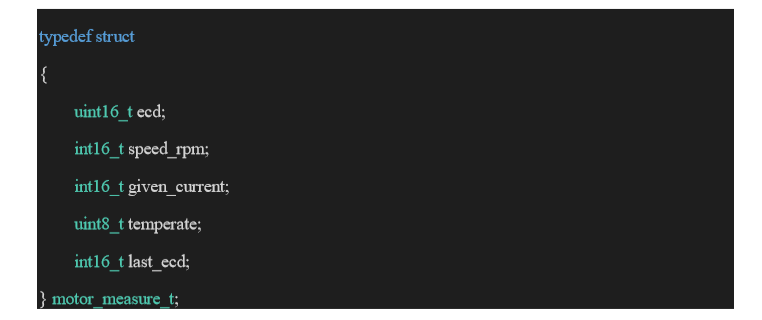 typedef struct
{
uint16_t ecd;
int16_t speed_rpm;
int16_t given_current;
uint8_t temperate;
int16_t last_ecd;
} motor_measure_t;